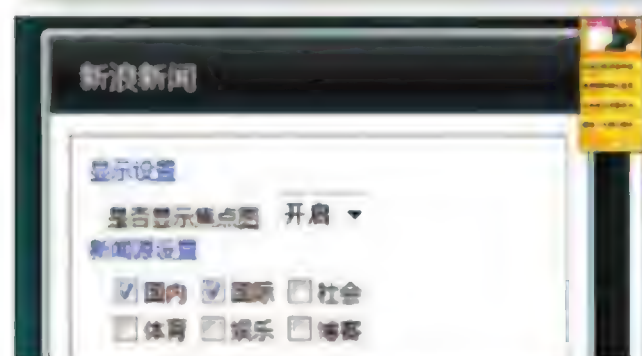 新浪新闻
显示设置
是否显示焦点图 开启
新闻源设置
国内 国际 社会
体育 娱乐 博客